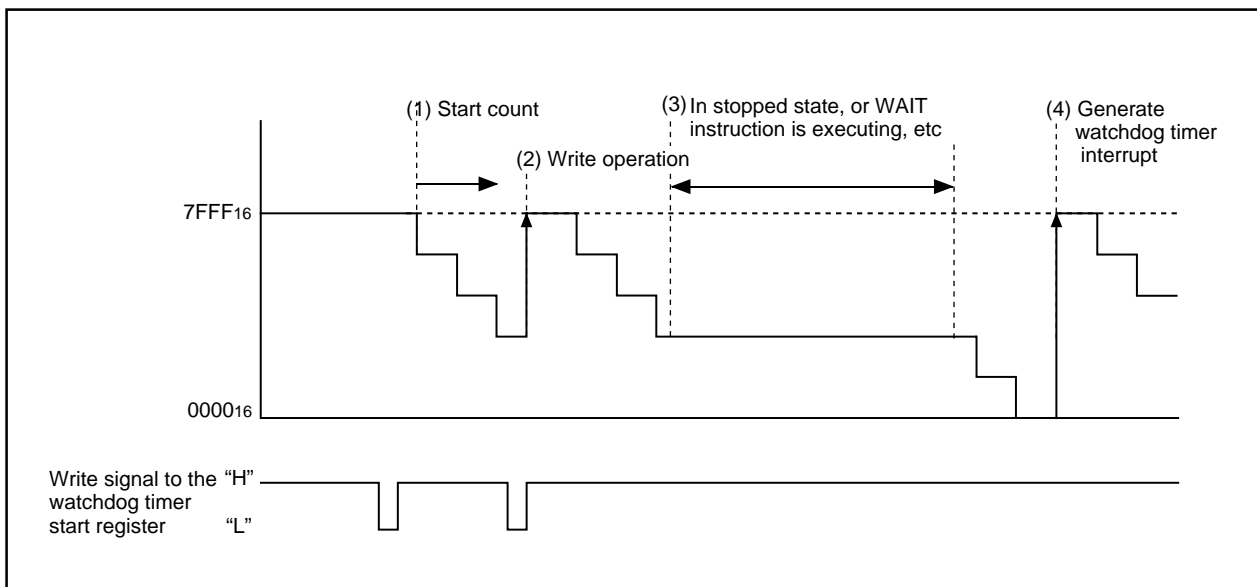 (1) Start count
(2) Write operation
(3) In stopped state, or WAIT
instruction is executing, etc
(4) Generate
watchdog timer
interrupt
7FFF16
000016
Write signal to the “H”
watchdog timer
start register “L”